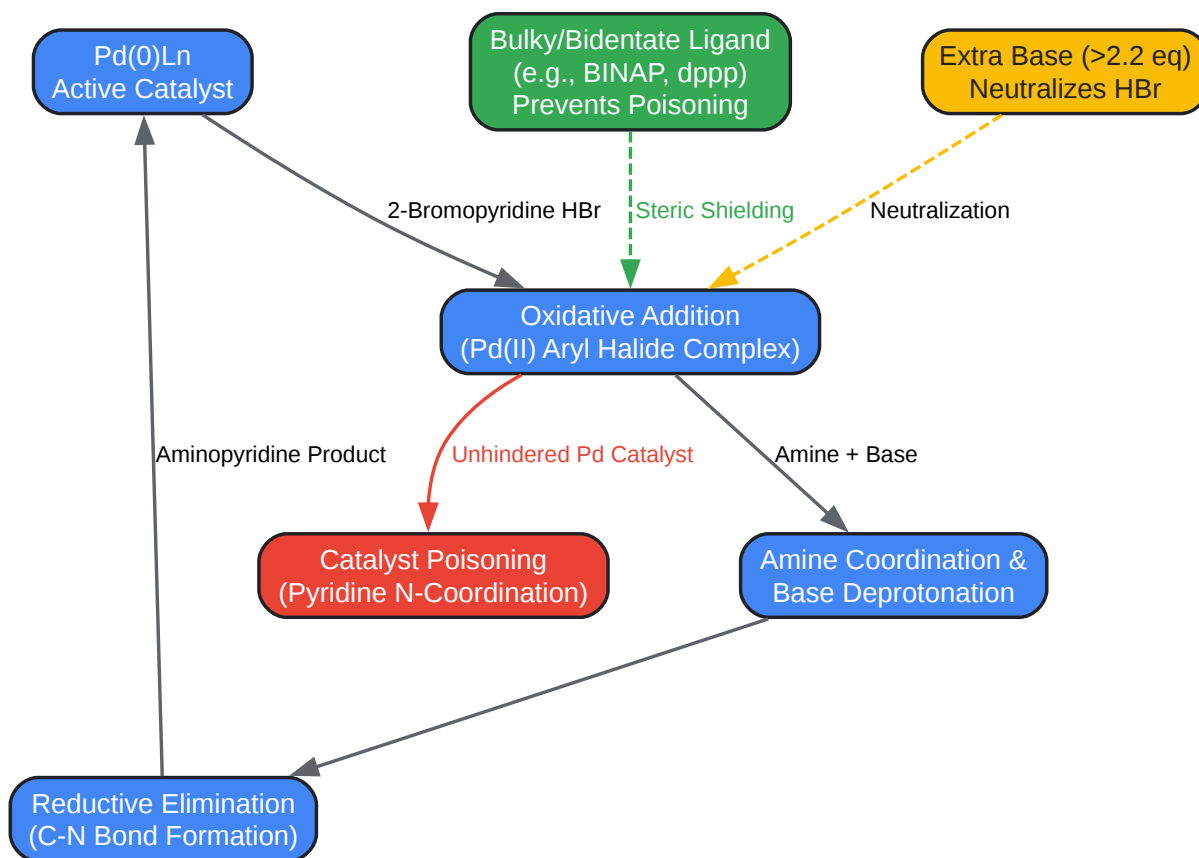 Pd(0)Ln
Active Catalyst
Bulky/Bidentate Ligand
(e.g., BINAP, dppp)
Prevents Poisoning
Extra Base (>2.2 eq)
Neutralizes HBr
2-Bromopyridine HBr
Steric Shielding
Neutralization
Oxidative Addition
(Pd(II) Aryl Halide Complex)
Aminopyridine Product
Unhindered Pd Catalyst
Amine + Base
Catalyst Poisoning
(Pyridine N-Coordination)
Amine Coordination &
Base Deprotonation
Reductive Elimination
(C-N Bond Formation)